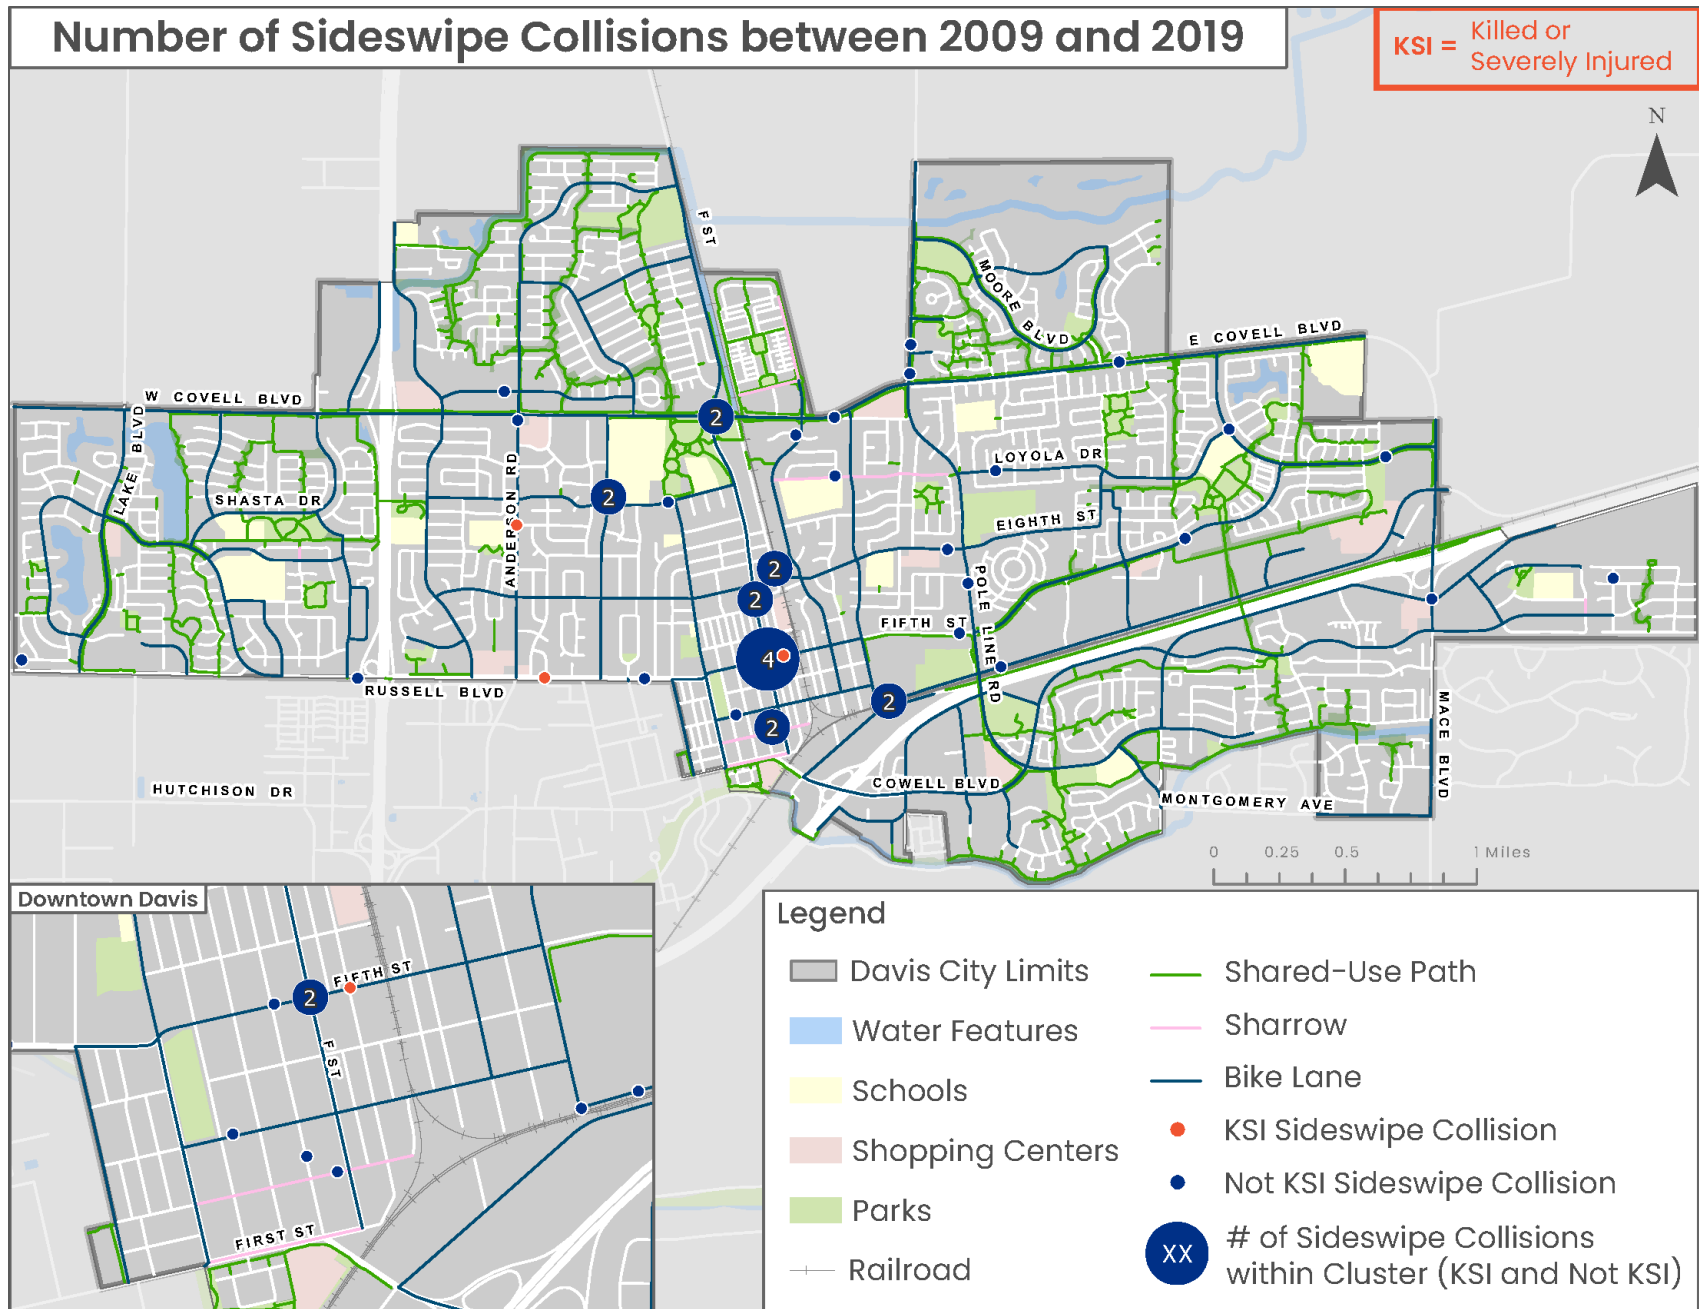 Number of Sideswipe Collisions between 2009 and 2019
KSI = Killed or
Severely Injured
N
F ST
MOORE BLVD
E COVELL BLVD
W COVELL BLVD
LAKE BLVD
SHASTA DR
ANDERSON RD
2
2
LOYOLA DR
EIGHTH ST
2
2
POLE LINE RD
FIFTH ST
4
RUSSELL BLVD
2
2
MACE BLVD
HUTCHISON DR
COWELL BLVD
MONTGOMERY AVE
0 0.25 0.5 1 Miles
Downtown Davis
FIFTH ST
2
F ST
FIRST ST
Legend
Davis City Limits
Water Features
Schools
Shopping Centers
Parks
Railroad
Shared-Use Path
Sharrow
Bike Lane
KSI Sideswipe Collision
Not KSI Sideswipe Collision
XX
# of Sideswipe Collisions
within Cluster (KSI and Not KSI)